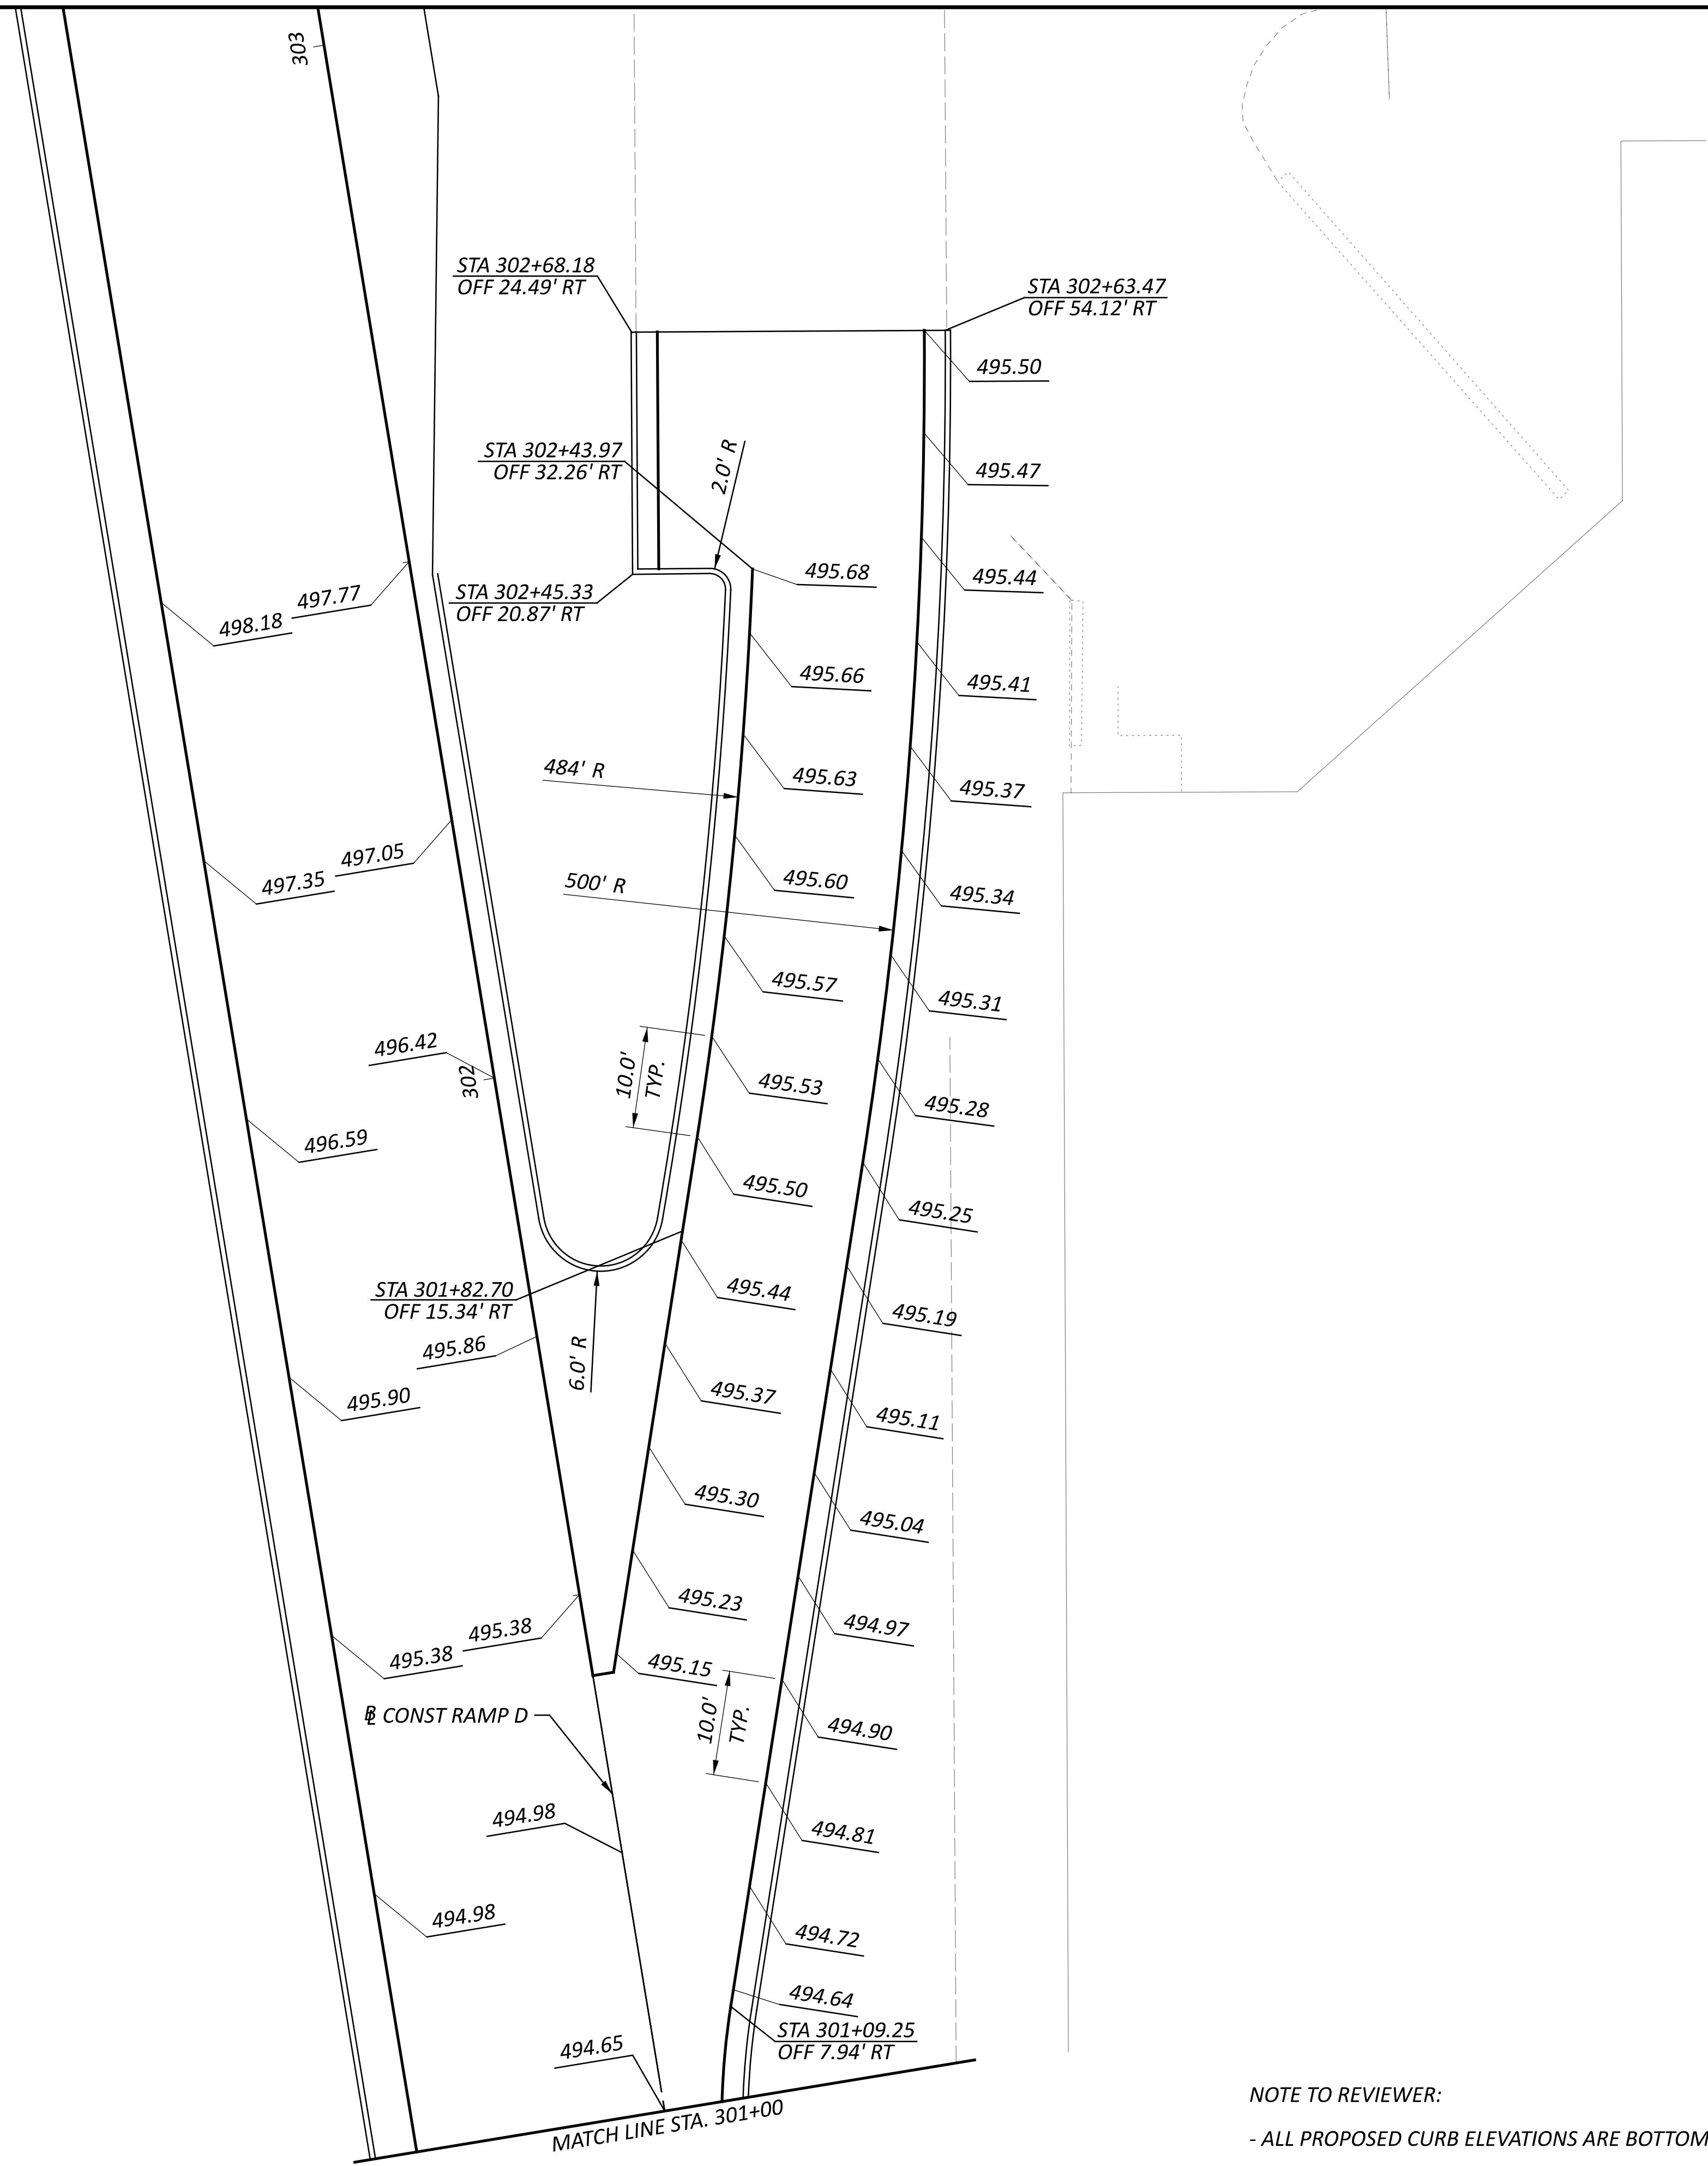 303
STA 302+68.18
OFF 24.49' RT
STA 302+63.47
OFF 54.12' RT
495.50
STA 302+43.97
OFF 32.26' RT
2.0' R
495.47
495.68
495.44
STA 302+45.33
OFF 20.87' RT
497.77
498.18
495.66
495.41
484' R
495.63
495.37
497.05
497.35
500' R
495.60
495.34
495.57
495.31
496.42
302
10.0'
TYP.
495.53
495.28
496.59
495.50
495.25
STA 301+82.70
OFF 15.34' RT
495.44
495.19
495.86
6.0' R
495.90
495.37
495.11
495.30
495.04
495.38
495.38
495.23
494.97
495.15
BL CONST RAMP D
10.0'
TYP.
494.90
494.98
494.81
494.98
494.72
494.64
STA 301+09.25
OFF 7.94' RT
494.65
MATCH LINE STA. 301+00
NOTE TO REVIEWER:
- ALL PROPOSED CURB ELEVATIONS ARE BOTTOM